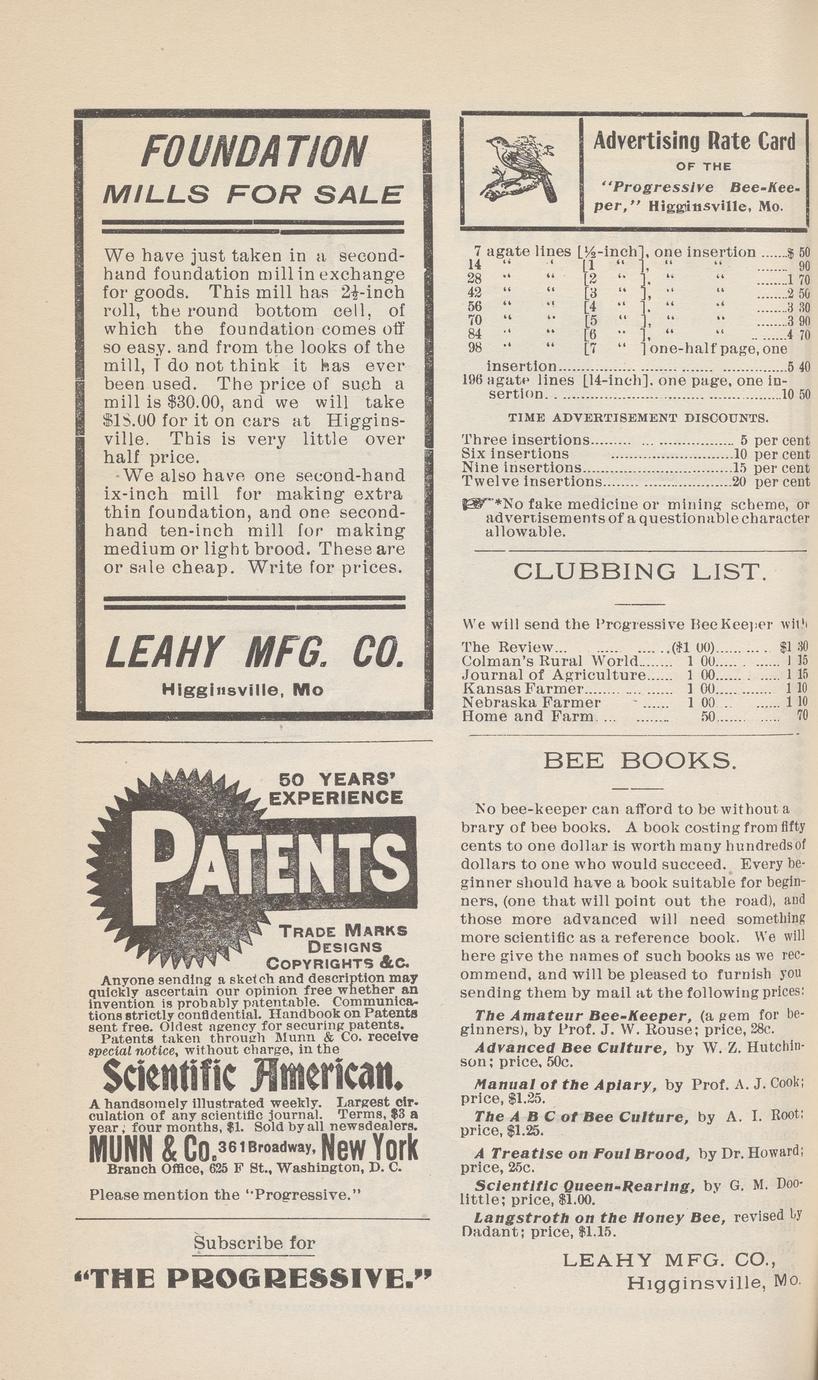 FOUNDATION
MILLS FOR SALE
We have just taken in a second-
hand foundation mill in exchange
for goods. This mill has 2½-inch
roll, the round bottom cell, of
which the foundation comes off
so easy. and from the looks of the
mill, I do not think it has ever
been used. The price of such a
mill is $30.00, and we will take
$18.00 for it on cars at Higgins-
ville. This is very little over
half price.
We also have one second-hand
ix-inch mill for making extra
thin foundation, and one second-
hand ten-inch mill for making
medium or light brood. These are
or sale cheap. Write for prices.
LEAHY MFG. CO.
Higginsville, Mo
50 YEARS'
EXPERIENCE
PATENTS
TRADE MARKS
DESIGNS
COPYRIGHTS &C.
Anyone sending a sketch and description may
quickly ascertain our opinion free whether an
invention is probably patentable. Communica-
tions strictly confidential. Handbook on Patents
sent free. Oldest agency for securing patents.
Patents taken through Munn & Co. receive
special notice, without charge, in the
Scientific American.
A handsomely illustrated weekly. Largest cir-
culation of any scientific journal. Terms, $3 a
year; four months, $1. Sold by all newsdealers.
MUNN & Co. 361 Broadway, New York
Branch Office, 625 F St., Washington, D. C.
Please mention the "Progressive."
Subscribe for
"THE PROGRESSIVE."
Advertising Rate Card
OF THE
"Progressive Bee-Kee-
per," Higginsville, Mo.
7 agate lines [½-inch], one insertion ......$ 50
14 " " [1 " ], " " ........ 90
28 " " [2 " ], " " ........1 70
42 " " [3 " ], " " ........2 50
56 " " [4 " ], " " ........3 30
70 " " [5 " ], " " ........3 90
84 " " [6 " ], " " ........4 70
98 " " [7 " ] one-half page, one
insertion........................................5 40
196 agate lines [14-inch]. one page, one in-
sertion..........................................10 50
TIME ADVERTISEMENT DISCOUNTS.
Three insertions.............................. 5 per cent
Six insertions ..............................10 per cent
Nine insertions..............................15 per cent
Twelve insertions............................20 per cent
☞*No fake medicine or mining scheme, or
advertisements of a questionable character
allowable.
CLUBBING LIST.
We will send the Progressive Bee Keeper with
The Review... ..... ......($1 00).......... $1 30
Colman's Rural World....... 1 00..... . ...... 1 15
Journal of Agriculture...... 1 00...... . ..... 1 15
Kansas Farmer................ 1 00............ 1 10
Nebraska Farmer ...... 1 00 .. ...... 1 10
Home and Farm. ... ........ 50....... ..... 70
BEE BOOKS.
No bee-keeper can afford to be without a
brary of bee books. A book costing from fifty
cents to one dollar is worth many hundreds of
dollars to one who would succeed. Every be-
ginner should have a book suitable for begin-
ners, (one that will point out the road), and
those more advanced will need something
more scientific as a reference book. We will
here give the names of such books as we rec-
ommend, and will be pleased to furnish you
sending them by mail at the following prices:
The Amateur Bee-Keeper, (a gem for be-
ginners), by Prof. J. W. Rouse; price, 28c.
Advanced Bee Culture, by W. Z. Hutchin-
son; price, 50c.
Manual of the Apiary, by Prof. A. J. Cook;
price, $1.25.
The A B C of Bee Culture, by A. I. Root:
price, $1.25.
A Treatise on Foul Brood, by Dr. Howard;
price, 25c.
Scientific Queen-Rearing, by G. M. Doo-
little; price, $1.00.
Langstroth on the Honey Bee, revised by
Dadant; price, $1.15.
LEAHY MFG. CO.,
Higginsville, Mo.